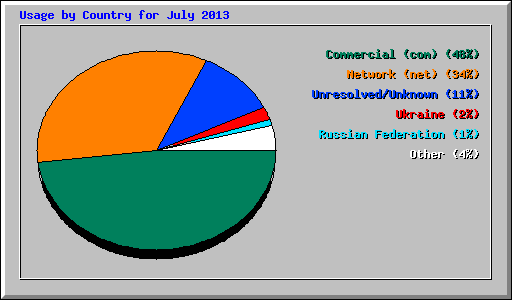 Usage by Country for July 2013
Commercial (com) (48%)
Network (net) (34%)
Unresolved/Unknown (11%)
Ukraine (2%)
Russian Federation (1%)
Other (4%)